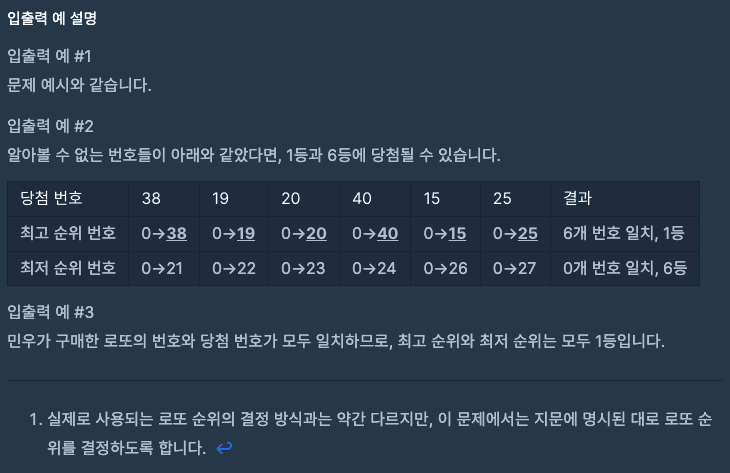 입출력 예 설명
입출력 예 #1
문제 예시와 같습니다.
입출력 예 #2
알아볼 수 없는 번호들이 아래와 같았다면, 1등과 6등에 당첨될 수 있습니다.
당첨 번호 38 19 20 40 15 25 결과
최고 순위 번호 0→38 0→19 0→20 0→40 0→15 0→25 6개 번호 일치, 1등
최저 순위 번호 0→21 0→22 0→23 0→24 0→26 0→27 0개 번호 일치, 6등
입출력 예 #3
민우가 구매한 로또의 번호와 당첨 번호가 모두 일치하므로, 최고 순위와 최저 순위는 모두 1등입니다.
1. 실제로 사용되는 로또 순위의 결정 방식과는 약간 다르지만, 이 문제에서는 지문에 명시된 대로 로또 순
위를 결정하도록 합니다. ↩